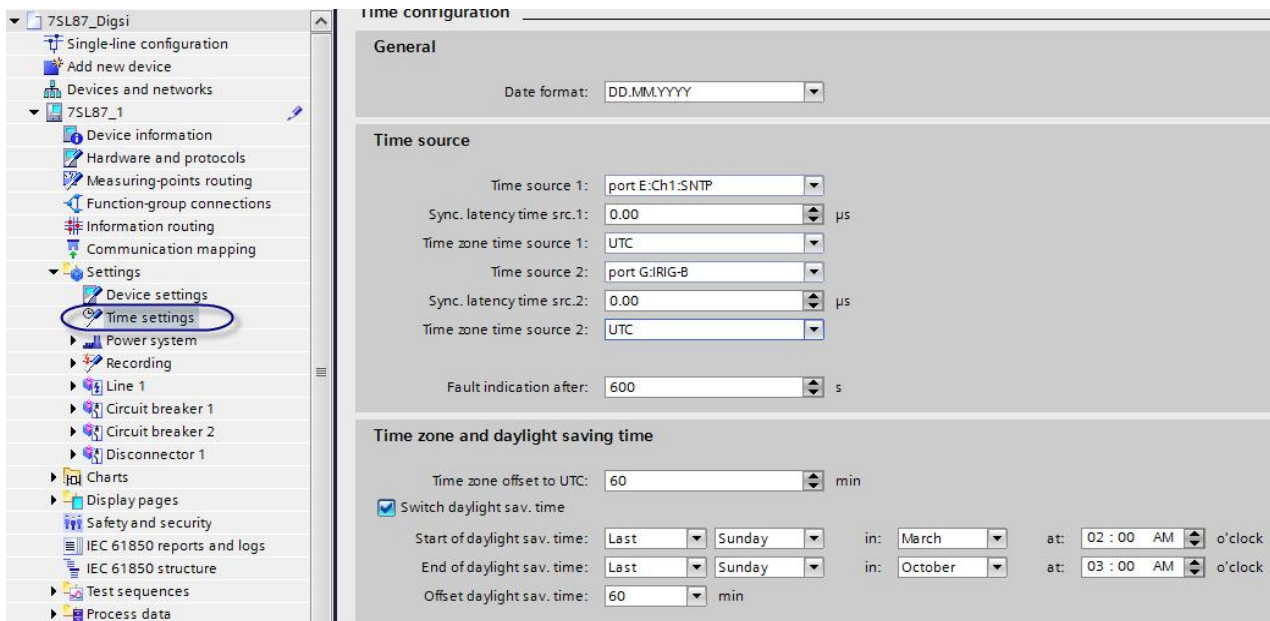 7SL87_Digsi
Single-line configuration
Add new device
Devices and networks
7SL87_1
Device information
Hardware and protocols
Measuring-points routing
Function-group connections
Information routing
Communication mapping
Settings
Device settings
Time settings
Power system
Recording
Line 1
Circuit breaker 1
Circuit breaker 2
Disconnector 1
Charts
Display pages
Safety and security
IEC 61850 reports and logs
IEC 61850 structure
Test sequences
Process data
Time configuration
General
Date format: DD.MM.YYYY
Time source
Time source 1: port E:Ch1:SNTP
Sync. latency time src.1: 0.00 µs
Time zone time source 1: UTC
Time source 2: port G:IRIG-B
Sync. latency time src.2: 0.00 µs
Time zone time source 2: UTC
Fault indication after: 600 s
Time zone and daylight saving time
Time zone offset to UTC: 60 min
Switch daylight sav. time
Start of daylight sav. time: Last Sunday in: March at: 02 : 00 AM o'clock
End of daylight sav. time: Last Sunday in: October at: 03 : 00 AM o'clock
Offset daylight sav. time: 60 min